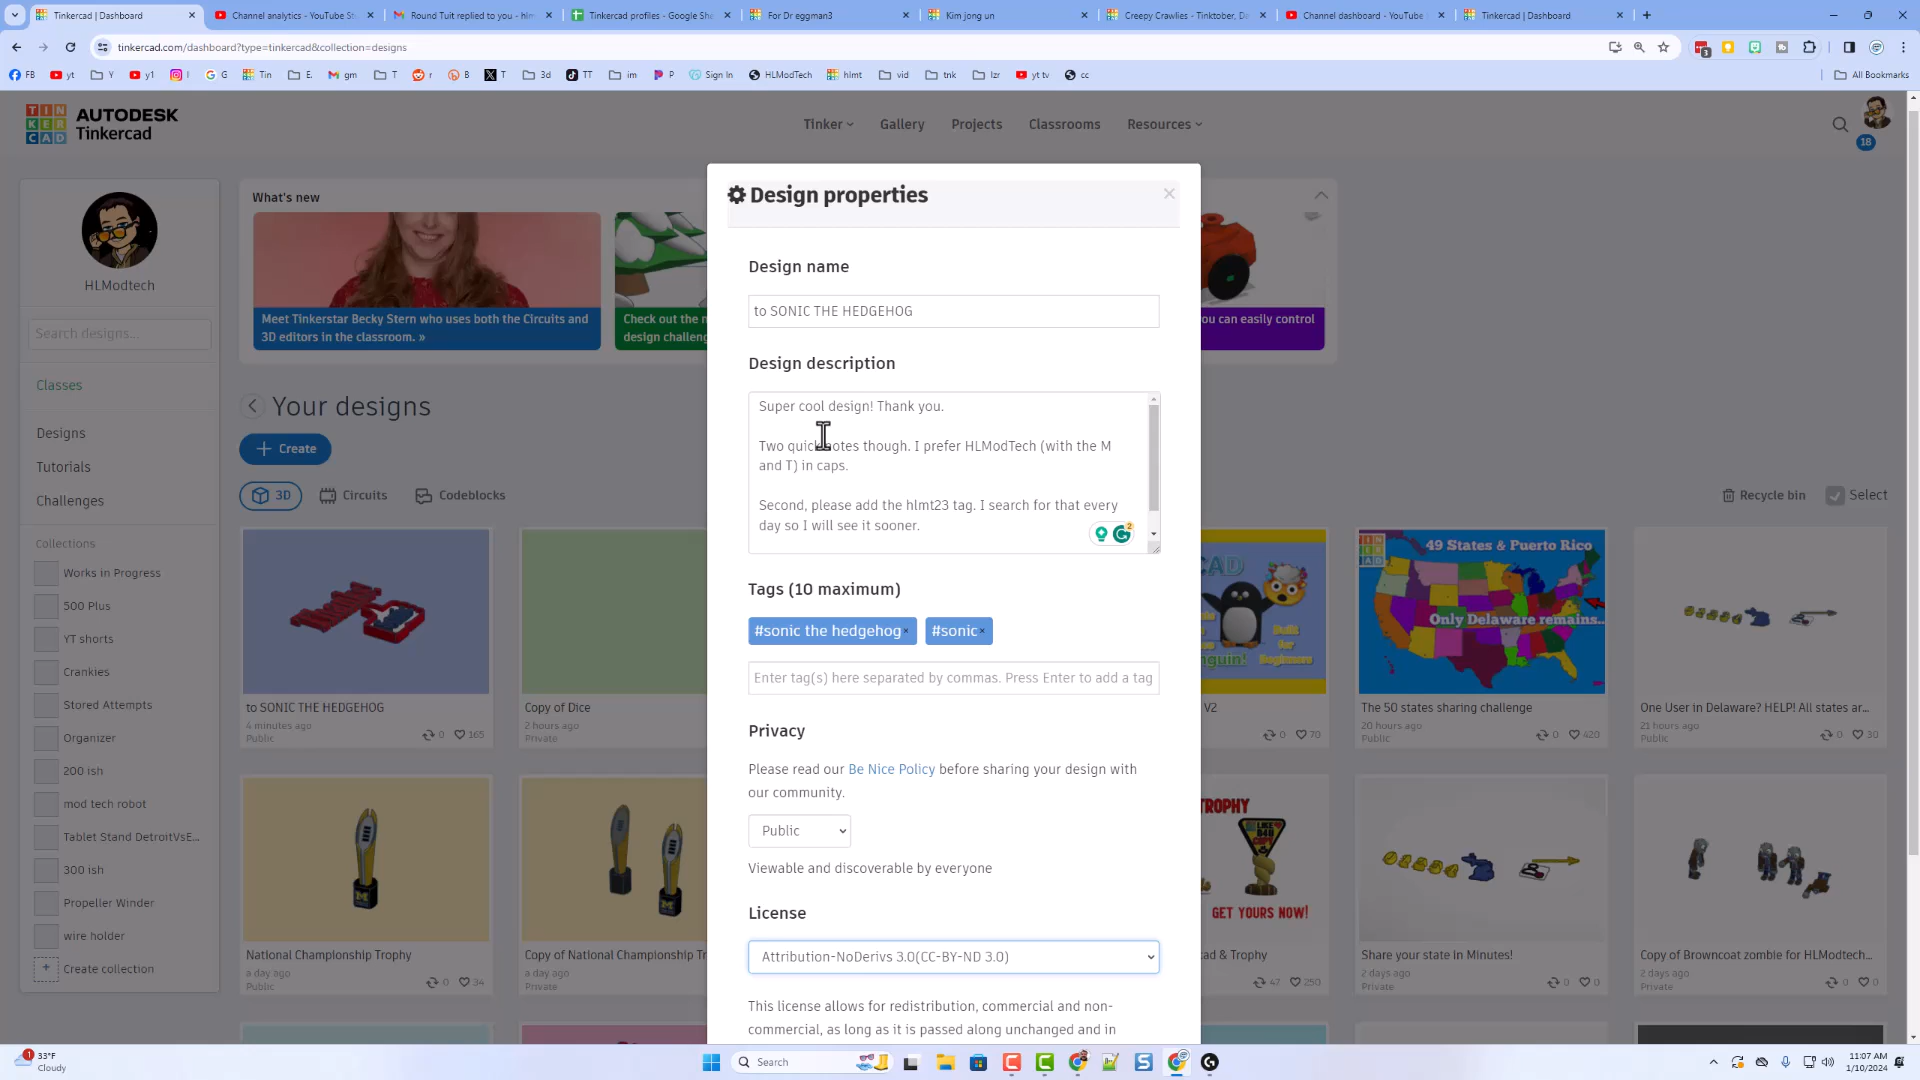 Tinkercad | Dashboard
Channel analytics - YouTube St
Round Tuit replied to you - hlm
Tinkercad profiles - Google She
For Dr eggman3
Kim jong un
Creepy Crawlies - Tinktober, Da
Channel dashboard - YouTube
Tinkercad | Dashboard
tinkercad.com/dashboard?type=tinkercad&collection=designs
FB
yt
Y
y1
I
G
Tin
E.
gm
T
r
B
T
3d
TT
im
P
Sign In
HLModTech
hlmt
vid
tnk
lzr
yt tv
cc
All Bookmarks
TIN
KER
CAD
AUTODESK
Tinkercad
Tinker
Gallery
Projects
Classrooms
Resources
18
HLModtech
Search designs...
Classes
Designs
Tutorials
Challenges
Collections
Works in Progress
500 Plus
YT shorts
Crankies
Stored Attempts
Organizer
200 ish
mod tech robot
Tablet Stand DetroitVsE...
300 ish
Propeller Winder
wire holder
Create collection
What's new
Meet Tinkerstar Becky Stern who uses both the Circuits and
3D editors in the classroom. »
Check out the n
design challeng
ou can easily control
Your designs
Create
3D
Circuits
Codeblocks
Recycle bin
Select
to SONIC THE HEDGEHOG
4 minutes ago
Public
0
165
Copy of Dice
2 hours ago
Private
V2
0
70
49 States & Puerto Rico
Only Delaware remains..
The 50 states sharing challenge
20 hours ago
Public
0
420
One User in Delaware? HELP! All states ar...
21 hours ago
Public
0
30
National Championship Trophy
a day ago
Public
0
34
Copy of National Championship Tr
a day ago
Private
GET YOURS NOW!
ad & Trophy
47
250
Share your state in Minutes!
2 days ago
Private
0
0
Copy of Browncoat zombie for HLModtech...
2 days ago
Private
0
0
Design properties
Design name
to SONIC THE HEDGEHOG
Design description
Super cool design! Thank you.
Two quick notes though. I prefer HLModTech (with the M
and T) in caps.
Second, please add the hlmt23 tag. I search for that every
day so I will see it sooner.
2
Tags (10 maximum)
#sonic the hedgehog×
#sonic×
Enter tag(s) here separated by commas. Press Enter to add a tag
Privacy
Please read our Be Nice Policy before sharing your design with
our community.
Public
Viewable and discoverable by everyone
License
Attribution-NoDerivs 3.0(CC-BY-ND 3.0)
This license allows for redistribution, commercial and non-
commercial, as long as it is passed along unchanged and in
1
33°F
Cloudy
Search
11:07 AM
1/10/2024